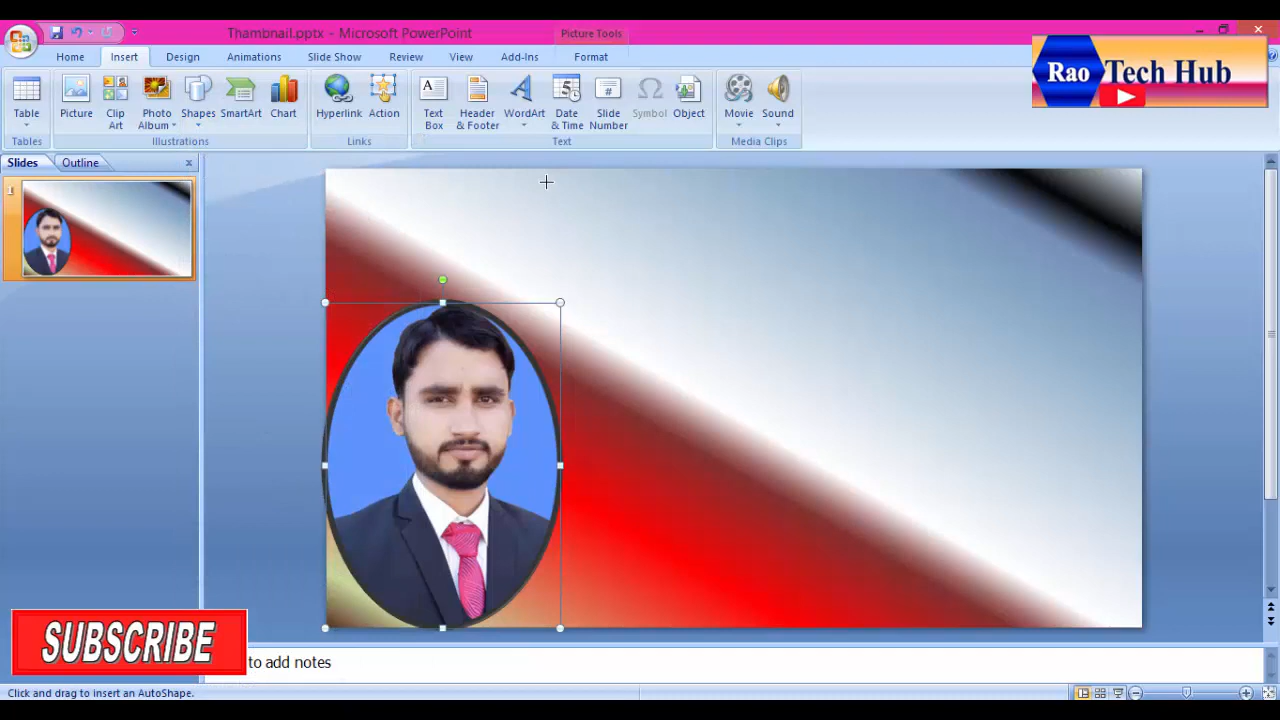 Thambnail.pptx - Microsoft PowerPoint
Picture Tools
Home
Insert
Design
Animations
Slide Show
Review
View
Add-Ins
Format
Rao Tech Hub
Table
Picture
Clip Art
Photo Album
Shapes
SmartArt
Chart
Hyperlink
Action
Text Box
Header & Footer
WordArt
Date & Time
Slide Number
Symbol
Object
Movie
Sound
Tables
Illustrations
Links
Text
Media Clips
Slides
Outline
1
SUBSCRIBE
to add notes
Click and drag to insert an AutoShape.